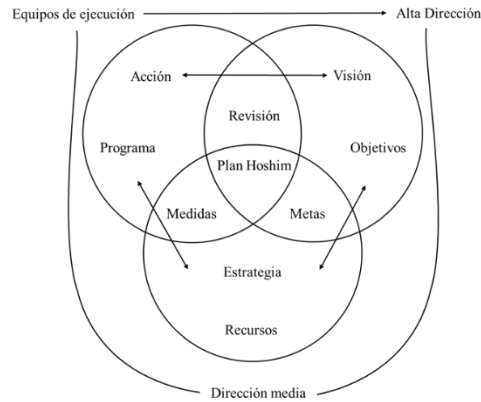 Equipos de ejecución
Alta Dirección
Acción
Visión
Revisión
Programa
Objetivos
Plan Hoshim
Medidas
Metas
Estrategia
Recursos
Dirección media